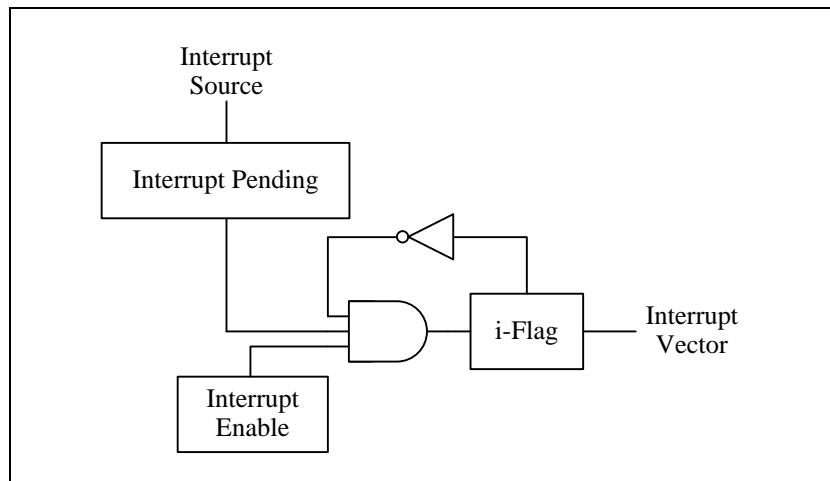 Interrupt
Source
Interrupt Pending
i-Flag
Interrupt
Vector
Interrupt
Enable